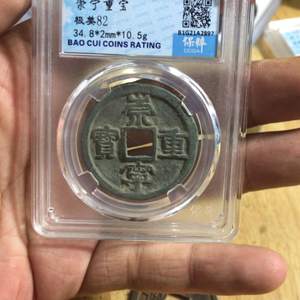 崇宁重宝
极美82
34.8*2mm*10.5g
BAO CUI COINS RATING
保粹
崇
寶 重
寧